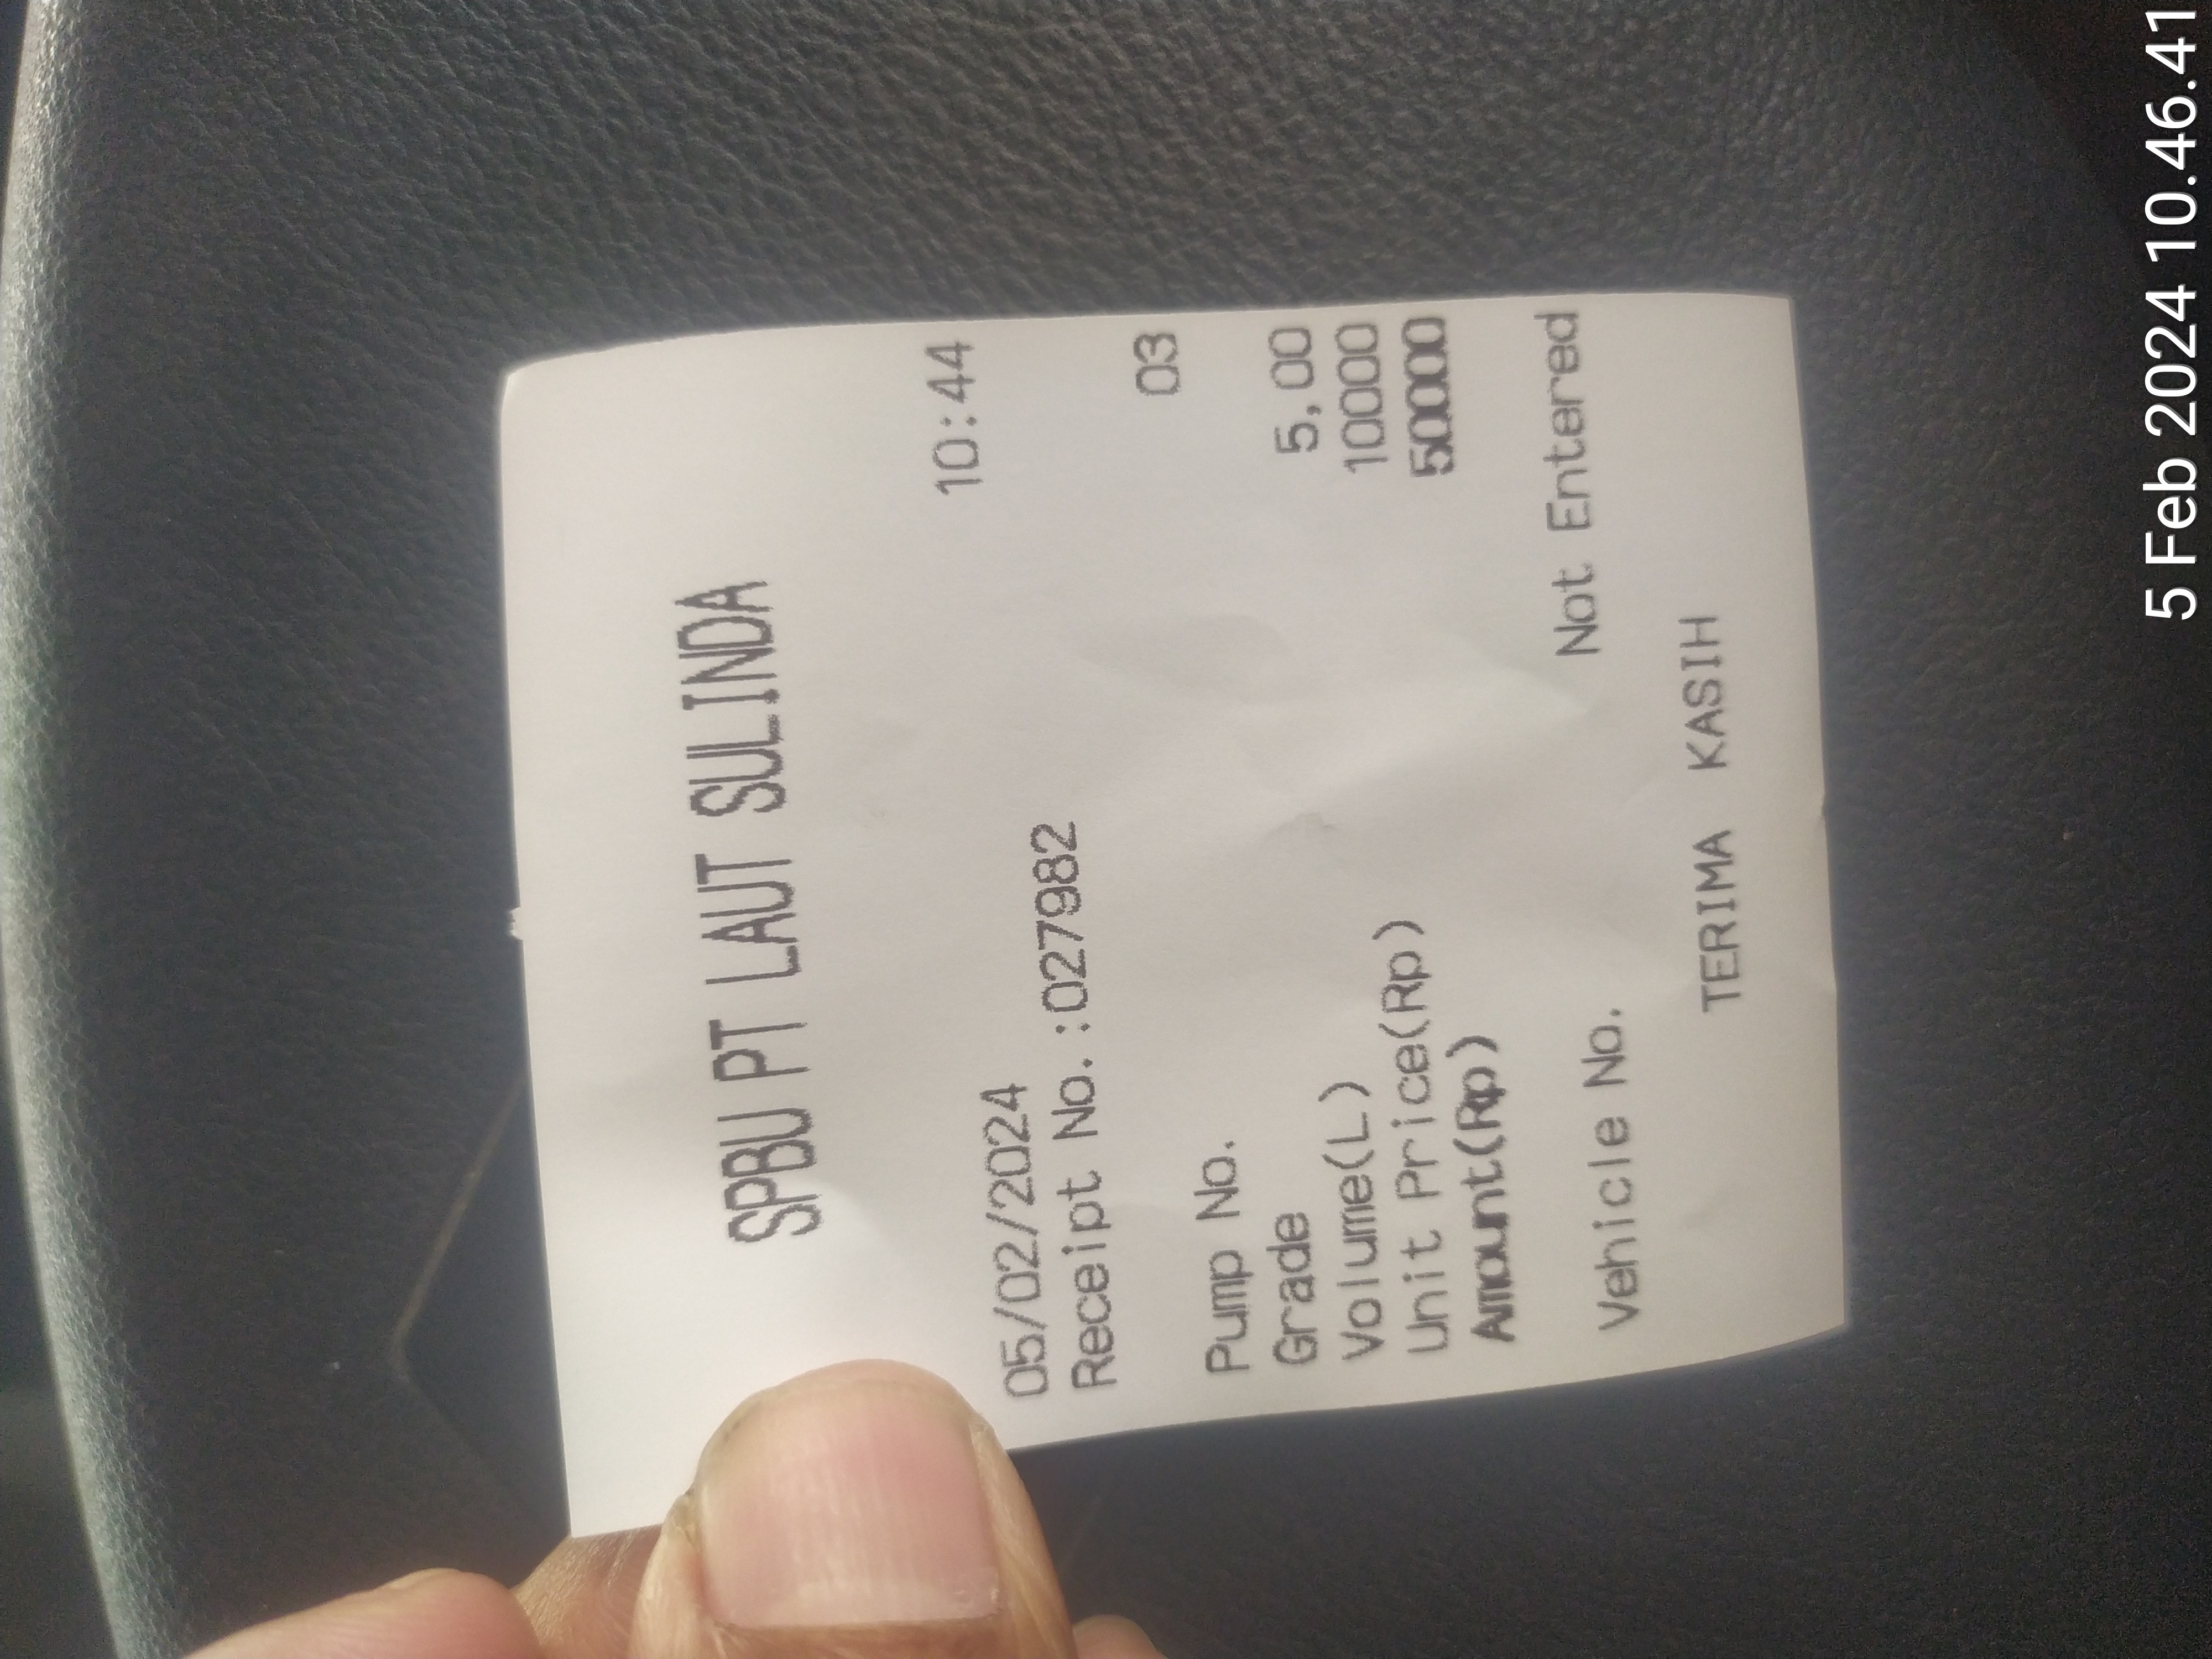 SPBU PT LAUT SULINDA
05/02/2024 10:44
Receipt No.:027982
Pump No. 03
Grade
Volume(L) 5,00
Unit Price(Rp) 10000
Amount(Rp) 50000
Vehicle No. Not Entered
TERIMA KASIH
5 Feb 2024 10.46.41